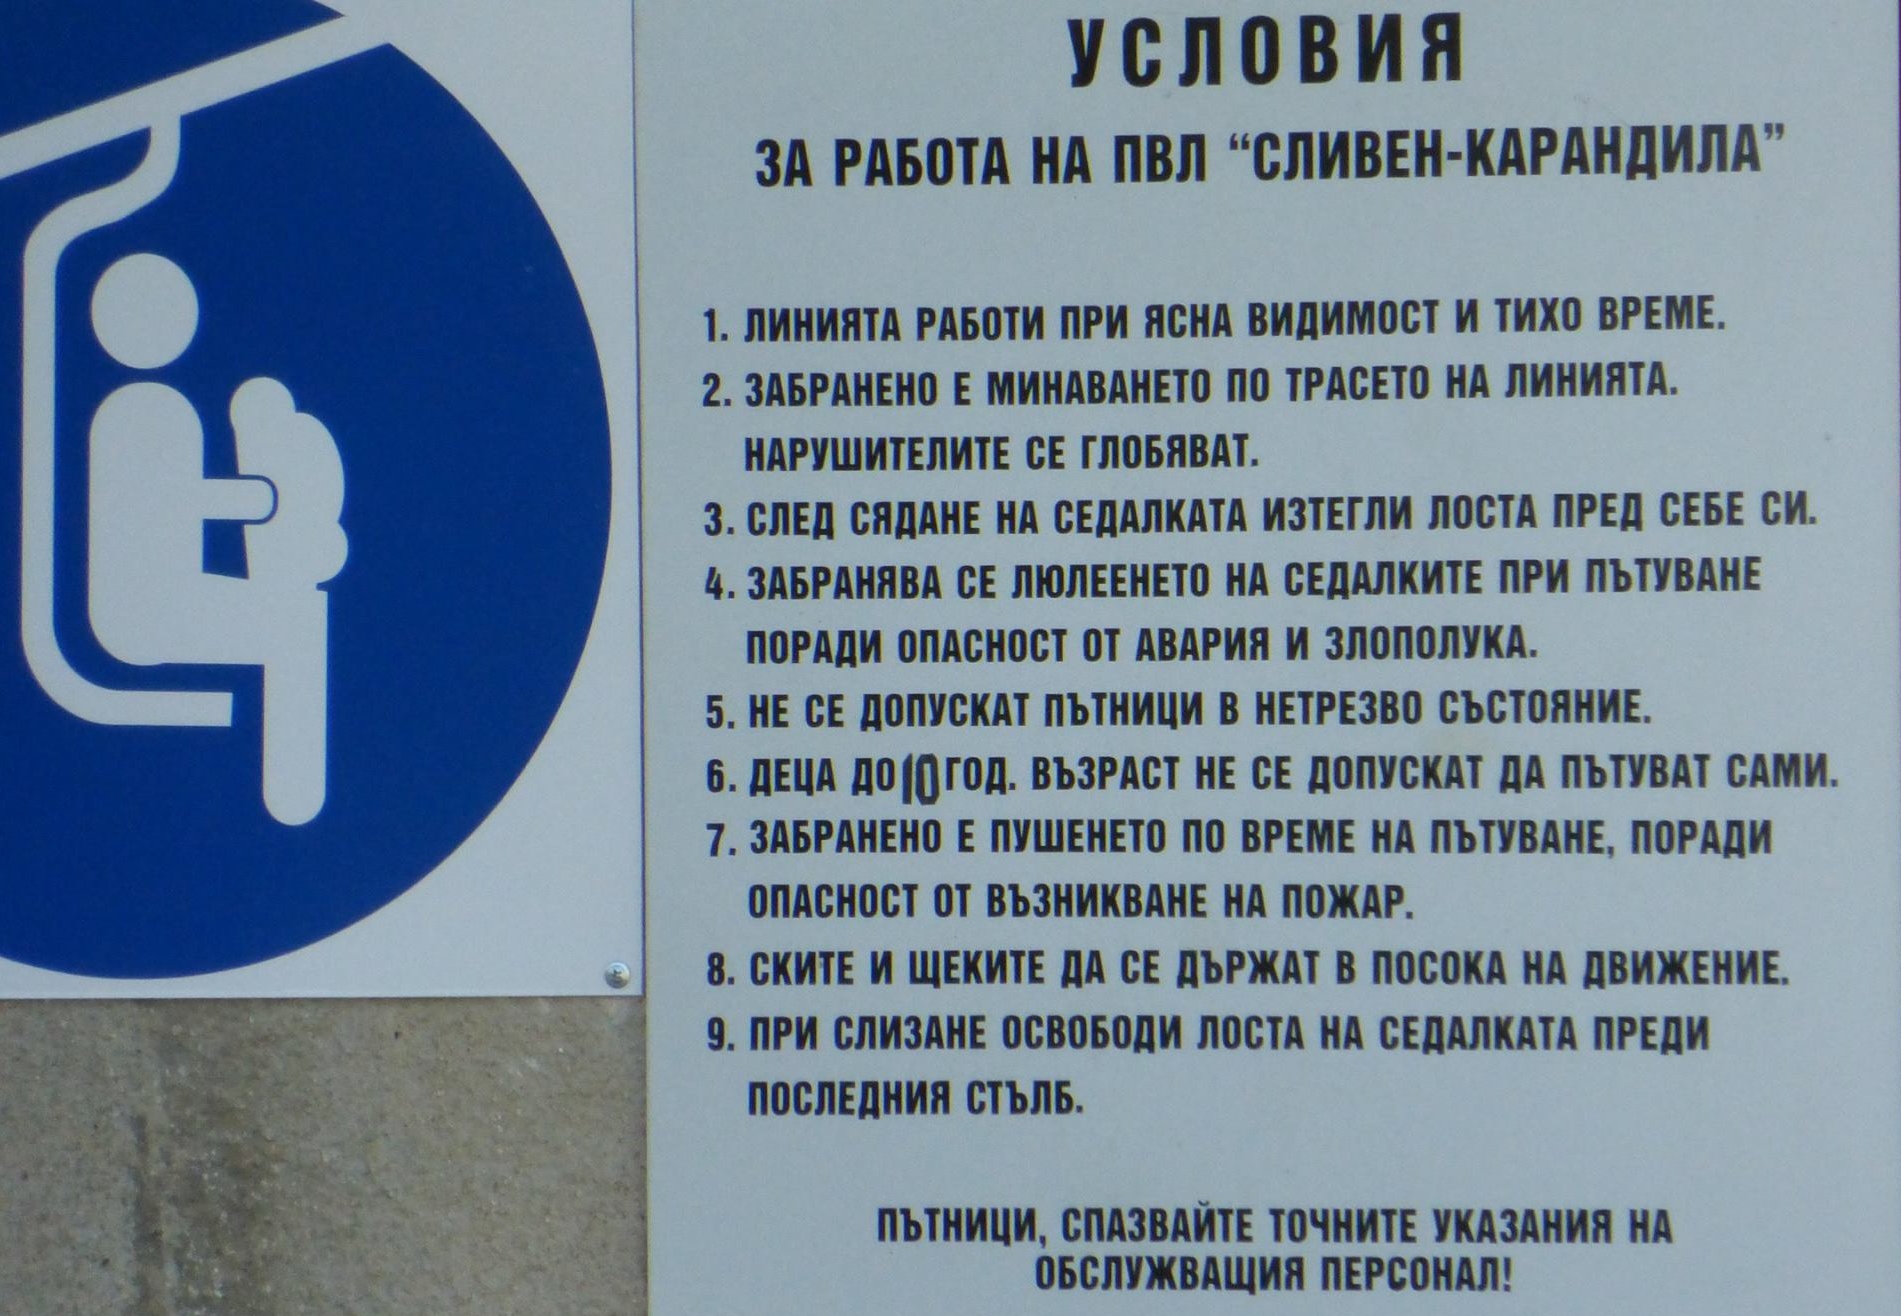 УСЛОВИЯ
ЗА РАБОТА НА ПВЛ “СЛИВЕН-КАРАНДИЛА”
1. ЛИНИЯТА РАБОТИ ПРИ ЯСНА ВИДИМОСТ И ТИХО ВРЕМЕ.
2. ЗАБРАНЕНО Е МИНАВАНЕТО ПО ТРАСЕТО НА ЛИНИЯТА.
НАРУШИТЕЛИТЕ СЕ ГЛОБЯВАТ.
3. СЛЕД СЯДАНЕ НА СЕДАЛКАТА ИЗТЕГЛИ ЛОСТА ПРЕД СЕБЕ СИ.
4. ЗАБРАНЯВА СЕ ЛЮЛЕЕНЕТО НА СЕДАЛКИТЕ ПРИ ПЪТУВАНЕ
ПОРАДИ ОПАСНОСТ ОТ АВАРИЯ И ЗЛОПОЛУКА.
5. НЕ СЕ ДОПУСКАТ ПЪТНИЦИ В НЕТРЕЗВО СЪСТОЯНИЕ.
6. ДЕЦА ДО 10 ГОД. ВЪЗРАСТ НЕ СЕ ДОПУСКАТ ДА ПЪТУВАТ САМИ.
7. ЗАБРАНЕНО Е ПУШЕНЕТО ПО ВРЕМЕ НА ПЪТУВАНЕ, ПОРАДИ
ОПАСНОСТ ОТ ВЪЗНИКВАНЕ НА ПОЖАР.
8. СКИТЕ И ЩЕКИТЕ ДА СЕ ДЪРЖАТ В ПОСОКА НА ДВИЖЕНИЕ.
9. ПРИ СЛИЗАНЕ ОСВОБОДИ ЛОСТА НА СЕДАЛКАТА ПРЕДИ
ПОСЛЕДНИЯ СТЪЛБ.
ПЪТНИЦИ, СПАЗВАЙТЕ ТОЧНИТЕ УКАЗАНИЯ НА
ОБСЛУЖВАЩИЯ ПЕРСОНАЛ!